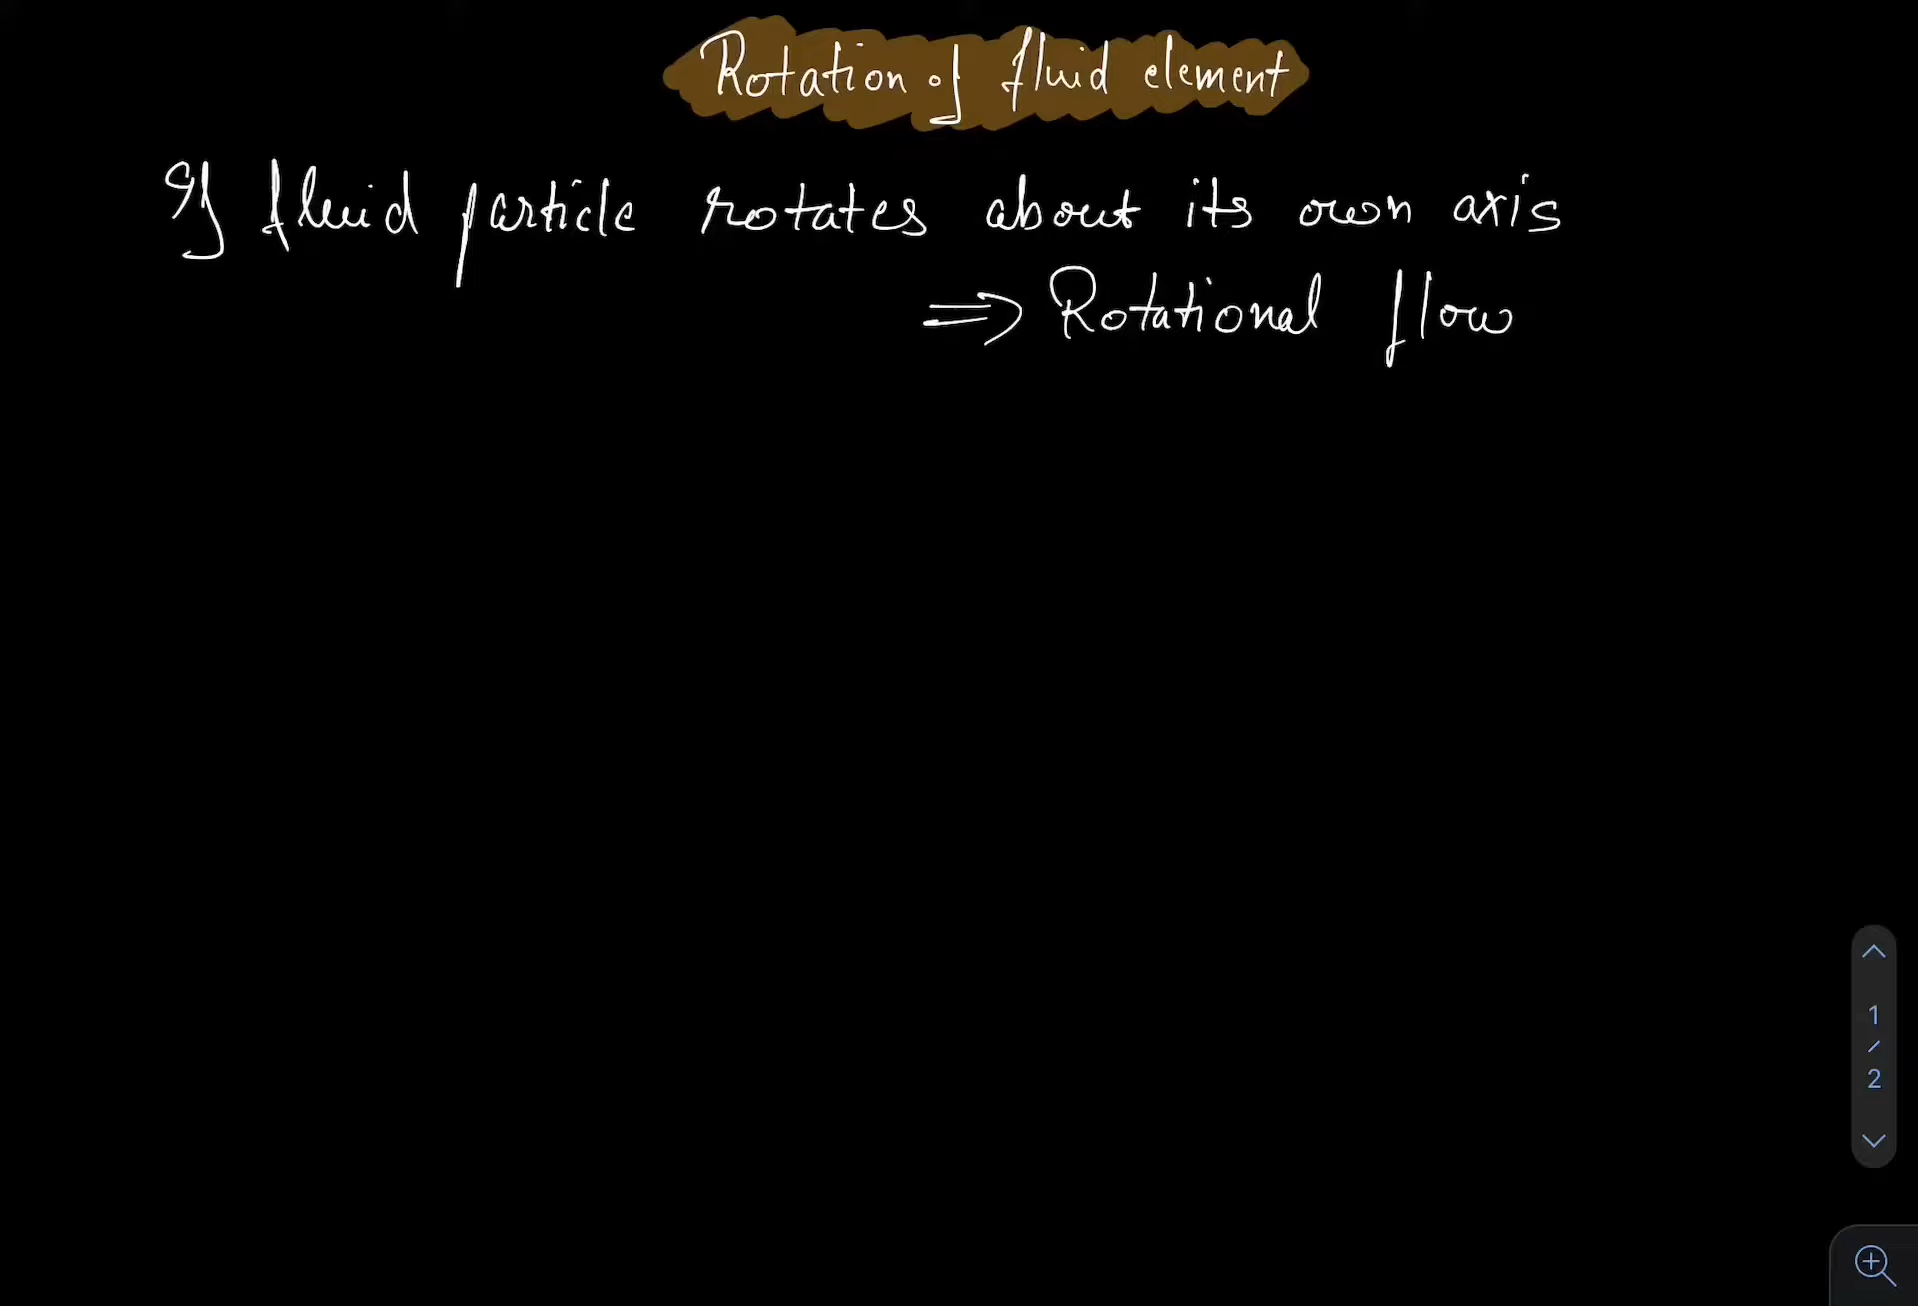 Rotation of fluid element
If fluid particle rotates about its own axis
⇒ Rotational flow
1
/
2